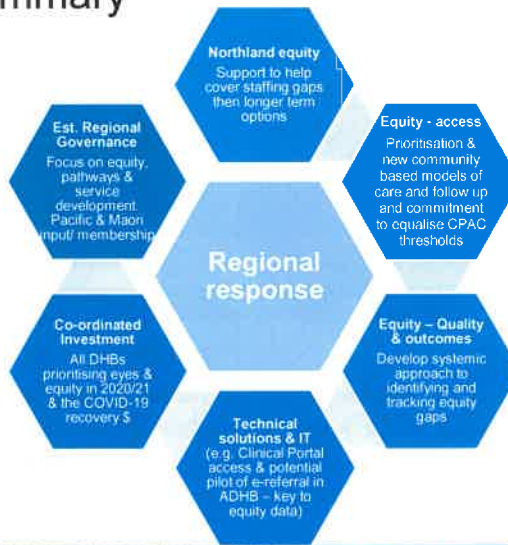 Northland equity
Support to help
cover staffing gaps
then longer term
options
Equity - access
Prioritisation &
new community
based models of
care and follow up
and commitment
to equalise CPAC
thresholds
Equity – Quality
& outcomes
Develop systemic
approach to
identifying and
tracking equity
gaps
Technical
solutions & IT
(e.g. Clinical Portal
access & potential
pilot of e-referral in
ADHB – key to
equity data)
Co-ordinated
Investment
All DHBs
prioritising eyes &
equity in 2020/21
& the COVID-19
recovery $
Est. Regional
Governance
Focus on equity,
pathways &
service
development.
Pacific & Maori
input/ membership
Regional
response